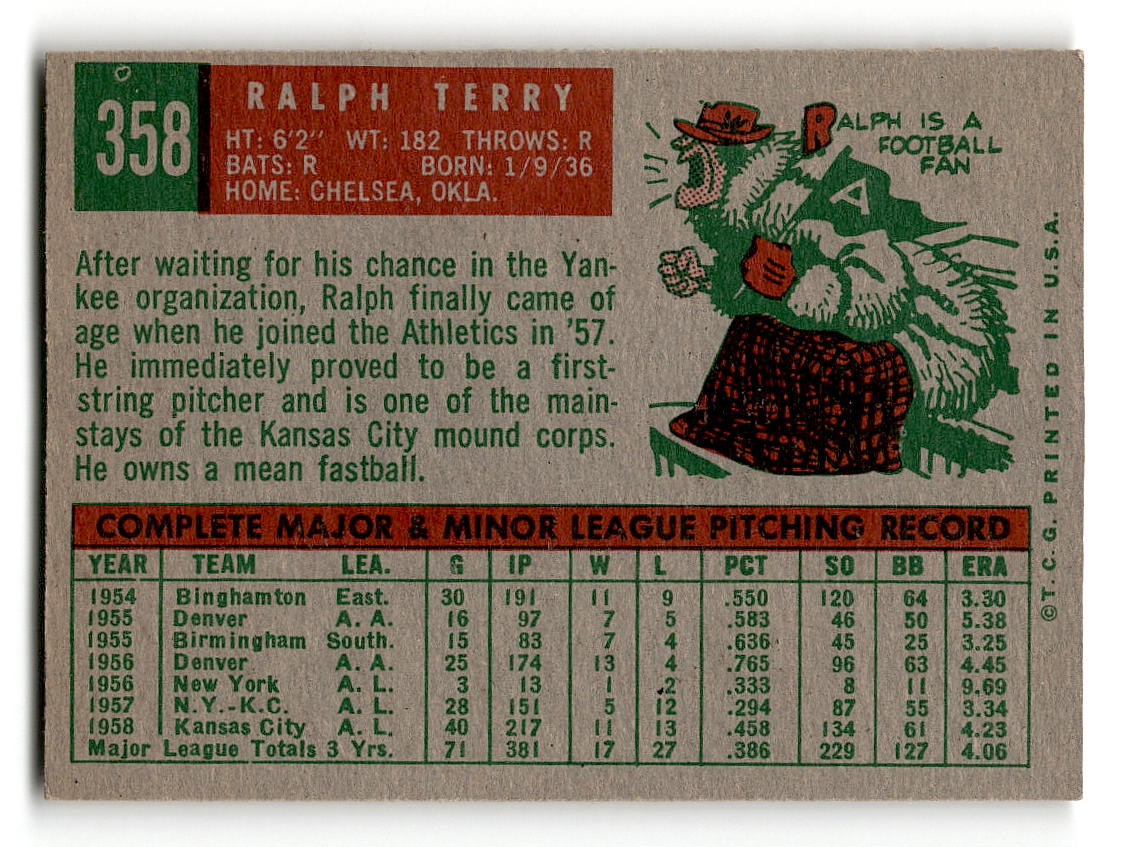 358
RALPH TERRY
HT: 6'2" WT: 182 THROWS: R
BATS: R BORN: 1/9/36
HOME: CHELSEA, OKLA.
RALPH IS A
FOOTBALL
FAN
A
After waiting for his chance in the Yan-
kee organization, Ralph finally came of
age when he joined the Athletics in '57.
He immediately proved to be a first-
string pitcher and is one of the main-
stays of the Kansas City mound corps.
He owns a mean fastball.
COMPLETE MAJOR & MINOR LEAGUE PITCHING RECORD
YEAR TEAM LEA. G IP W L PCT SO BB ERA
1954 Binghamton East. 30 191 11 9 .550 120 64 3.30
1955 Denver A. A. 16 97 7 5 .583 46 50 5.38
1955 Birmingham South. 15 83 7 4 .636 45 25 3.25
1956 Denver A. A. 25 174 13 4 .765 96 63 4.45
1956 New York A. L. 3 13 1 2 .333 8 11 9.69
1957 N.Y.-K.C. A. L. 28 151 5 12 .294 87 55 3.34
1958 Kansas City A. L. 40 217 11 13 .458 134 61 4.23
Major League Totals 3 Yrs. 71 381 17 27 .386 229 127 4.06
©T. C. G. PRINTED IN U.S.A.